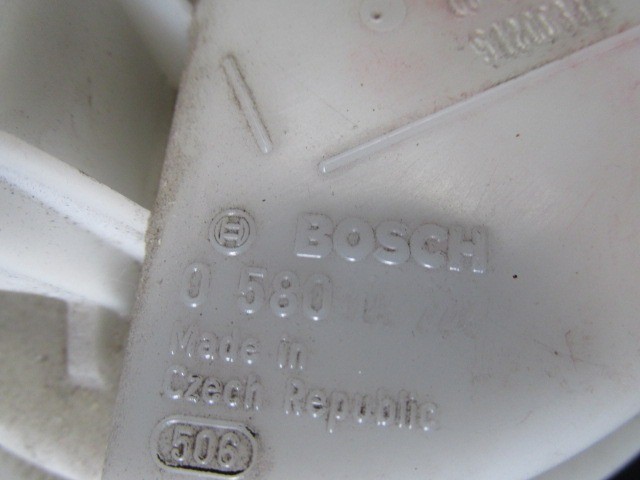 BOSCH
0 580
Made in
Czech Republic
506